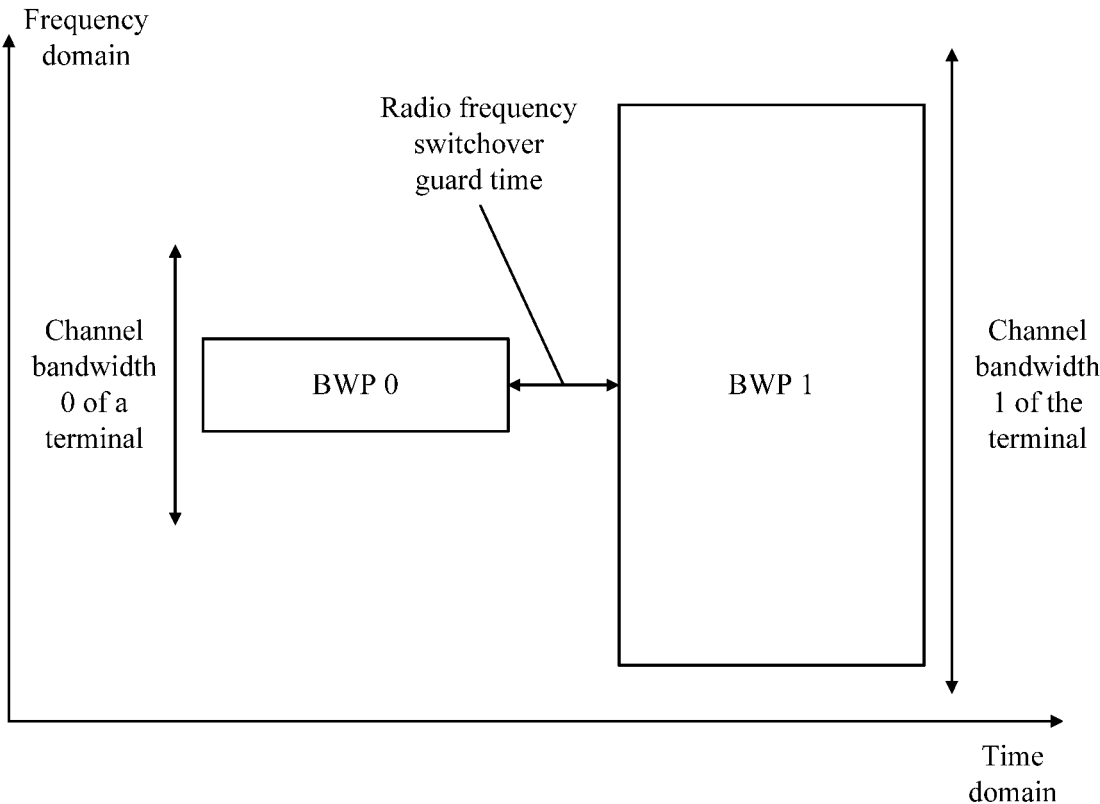 Frequency
domain
Radio frequency
switchover
guard time
Channel
bandwidth
0 of a
terminal
BWP 0
BWP 1
Channel
bandwidth
1 of the
terminal
Time
domain